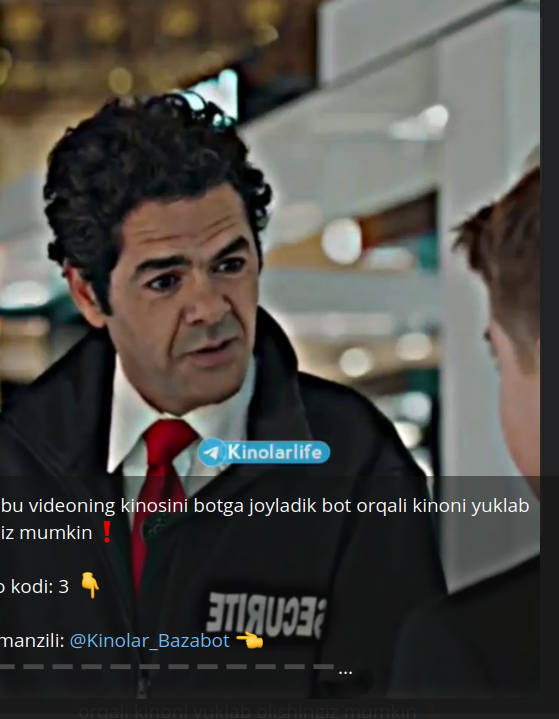 Kinolarlife
bu videoning kinosini botga joyladik bot orqali kinoni yuklab
iz mumkin❗
kodi: 3 👇
SECURITE
manzili: @Kinolar_Bazabot 👈
...
orqali kinoni yuklab olishingiz mumkin